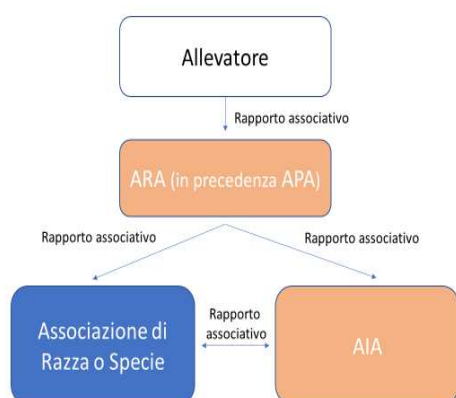 Allevatore
Rapporto associativo
ARA (in precedenza APA)
Rapporto associativo
Rapporto associativo
Associazione di
Razza o Specie
Rapporto
associativo
AIA